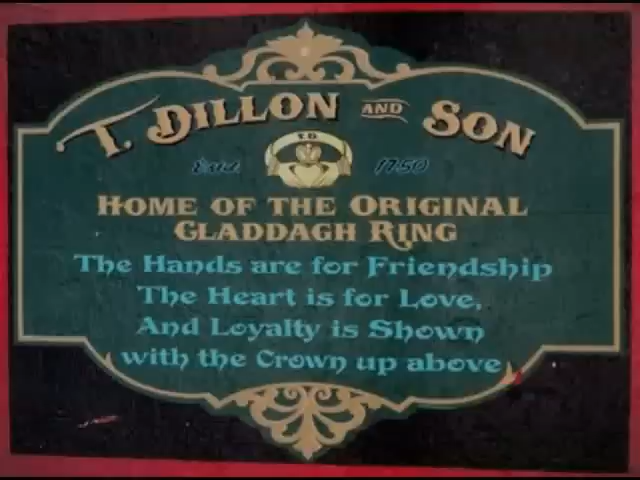 T. DILLON AND SON
T.D.
Estd. 1750
HOME OF THE ORIGINAL
CLADDAGH RING
The Hands are for Friendship
The Heart is for Love,
And Loyalty is Shown
with the Crown up above